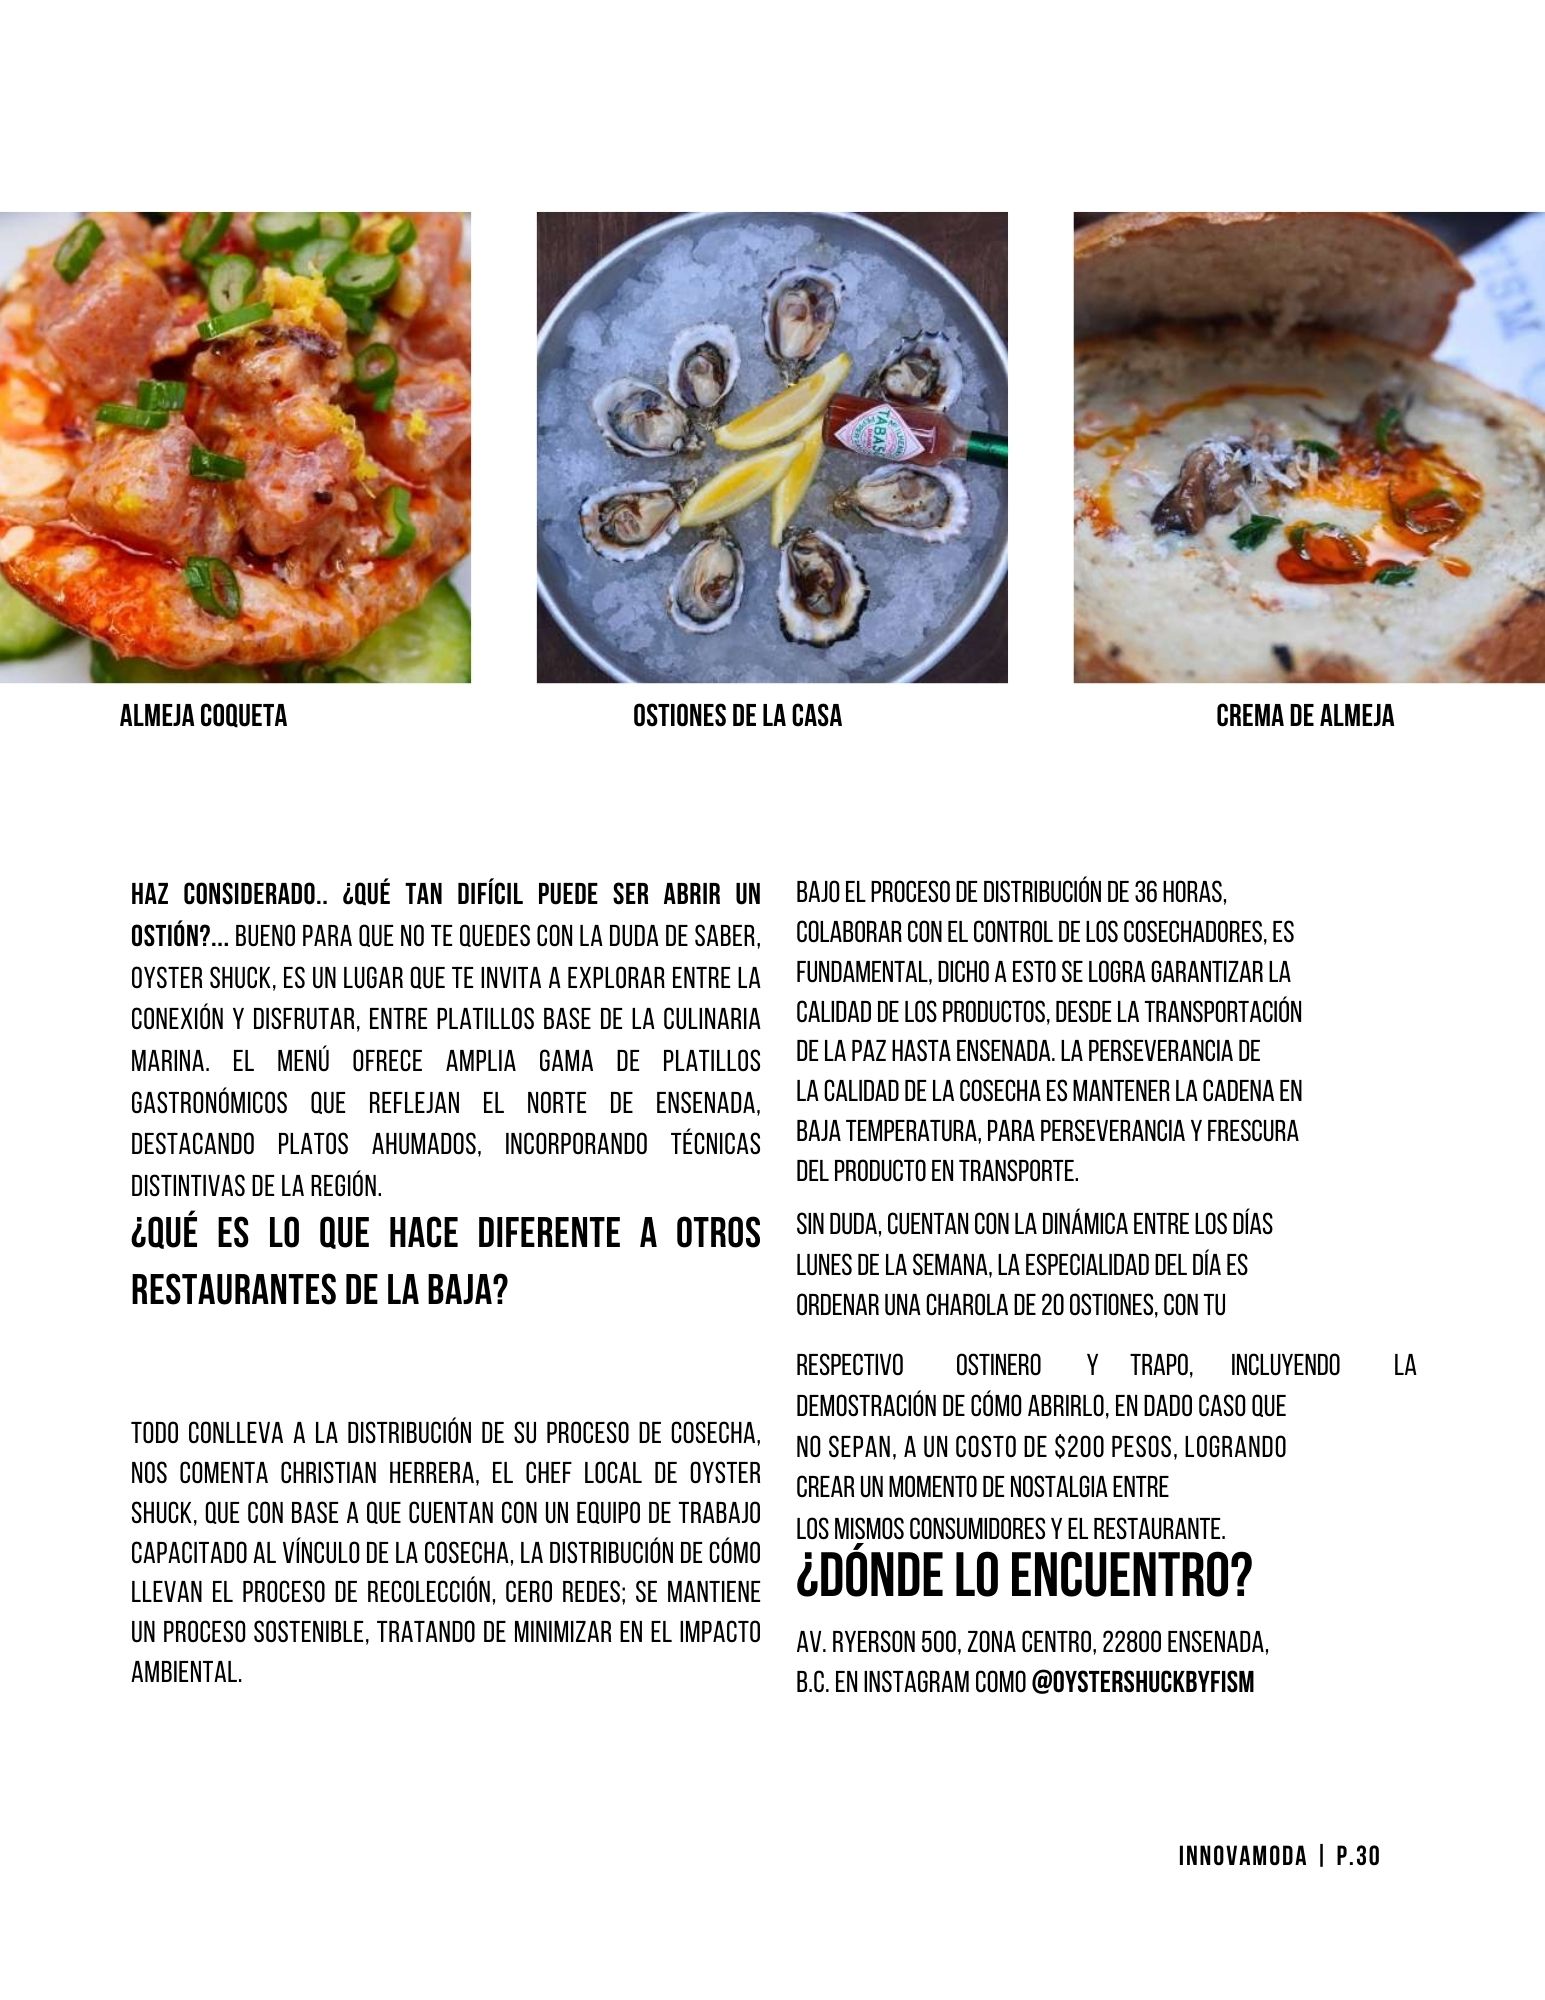 TABAS
ALMEJA COQUETA
OSTIONES DE LA CASA
CREMA DE ALMEJA
HAZ CONSIDERADO.. ¿QUÉ TAN DIFÍCIL PUEDE SER ABRIR UN
OSTIÓN?... BUENO PARA QUE NO TE QUEDES CON LA DUDA DE SABER,
OYSTER SHUCK, ES UN LUGAR QUE TE INVITA A EXPLORAR ENTRE LA
CONEXIÓN Y DISFRUTAR, ENTRE PLATILLOS BASE DE LA CULINARIA
MARINA. EL MENÚ OFRECE AMPLIA GAMA DE PLATILLOS
GASTRONÓMICOS QUE REFLEJAN EL NORTE DE ENSENADA,
DESTACANDO PLATOS AHUMADOS, INCORPORANDO TÉCNICAS
DISTINTIVAS DE LA REGIÓN.
¿QUÉ ES LO QUE HACE DIFERENTE A OTROS
RESTAURANTES DE LA BAJA?
TODO CONLLEVA A LA DISTRIBUCIÓN DE SU PROCESO DE COSECHA,
NOS COMENTA CHRISTIAN HERRERA, EL CHEF LOCAL DE OYSTER
SHUCK, QUE CON BASE A QUE CUENTAN CON UN EQUIPO DE TRABAJO
CAPACITADO AL VÍNCULO DE LA COSECHA, LA DISTRIBUCIÓN DE CÓMO
LLEVAN EL PROCESO DE RECOLECCIÓN, CERO REDES; SE MANTIENE
UN PROCESO SOSTENIBLE, TRATANDO DE MINIMIZAR EN EL IMPACTO
AMBIENTAL.
BAJO EL PROCESO DE DISTRIBUCIÓN DE 36 HORAS,
COLABORAR CON EL CONTROL DE LOS COSECHADORES, ES
FUNDAMENTAL, DICHO A ESTO SE LOGRA GARANTIZAR LA
CALIDAD DE LOS PRODUCTOS, DESDE LA TRANSPORTACIÓN
DE LA PAZ HASTA ENSENADA. LA PERSEVERANCIA DE
LA CALIDAD DE LA COSECHA ES MANTENER LA CADENA EN
BAJA TEMPERATURA, PARA PERSEVERANCIA Y FRESCURA
DEL PRODUCTO EN TRANSPORTE.
SIN DUDA, CUENTAN CON LA DINÁMICA ENTRE LOS DÍAS
LUNES DE LA SEMANA, LA ESPECIALIDAD DEL DÍA ES
ORDENAR UNA CHAROLA DE 20 OSTIONES, CON TU
RESPECTIVO OSTINERO Y TRAPO, INCLUYENDO LA
DEMOSTRACIÓN DE CÓMO ABRIRLO, EN DADO CASO QUE
NO SEPAN, A UN COSTO DE $200 PESOS, LOGRANDO
CREAR UN MOMENTO DE NOSTALGIA ENTRE
LOS MISMOS CONSUMIDORES Y EL RESTAURANTE.
¿DÓNDE LO ENCUENTRO?
AV. RYERSON 500, ZONA CENTRO, 22800 ENSENADA,
B.C. EN INSTAGRAM COMO @OYSTERSHUCKBYFISM
INNOVAMODA | P.30